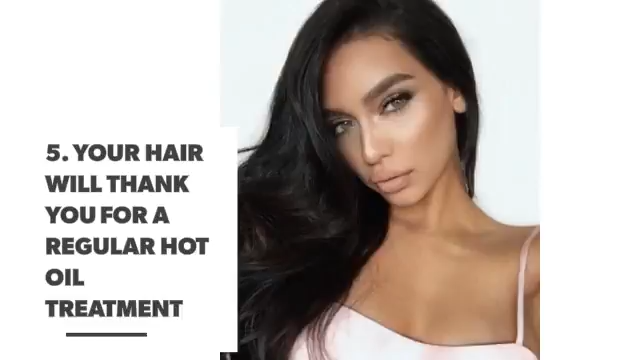 5. YOUR HAIR
WILL THANK
YOU FOR A
REGULAR HOT
OIL
TREATMENT